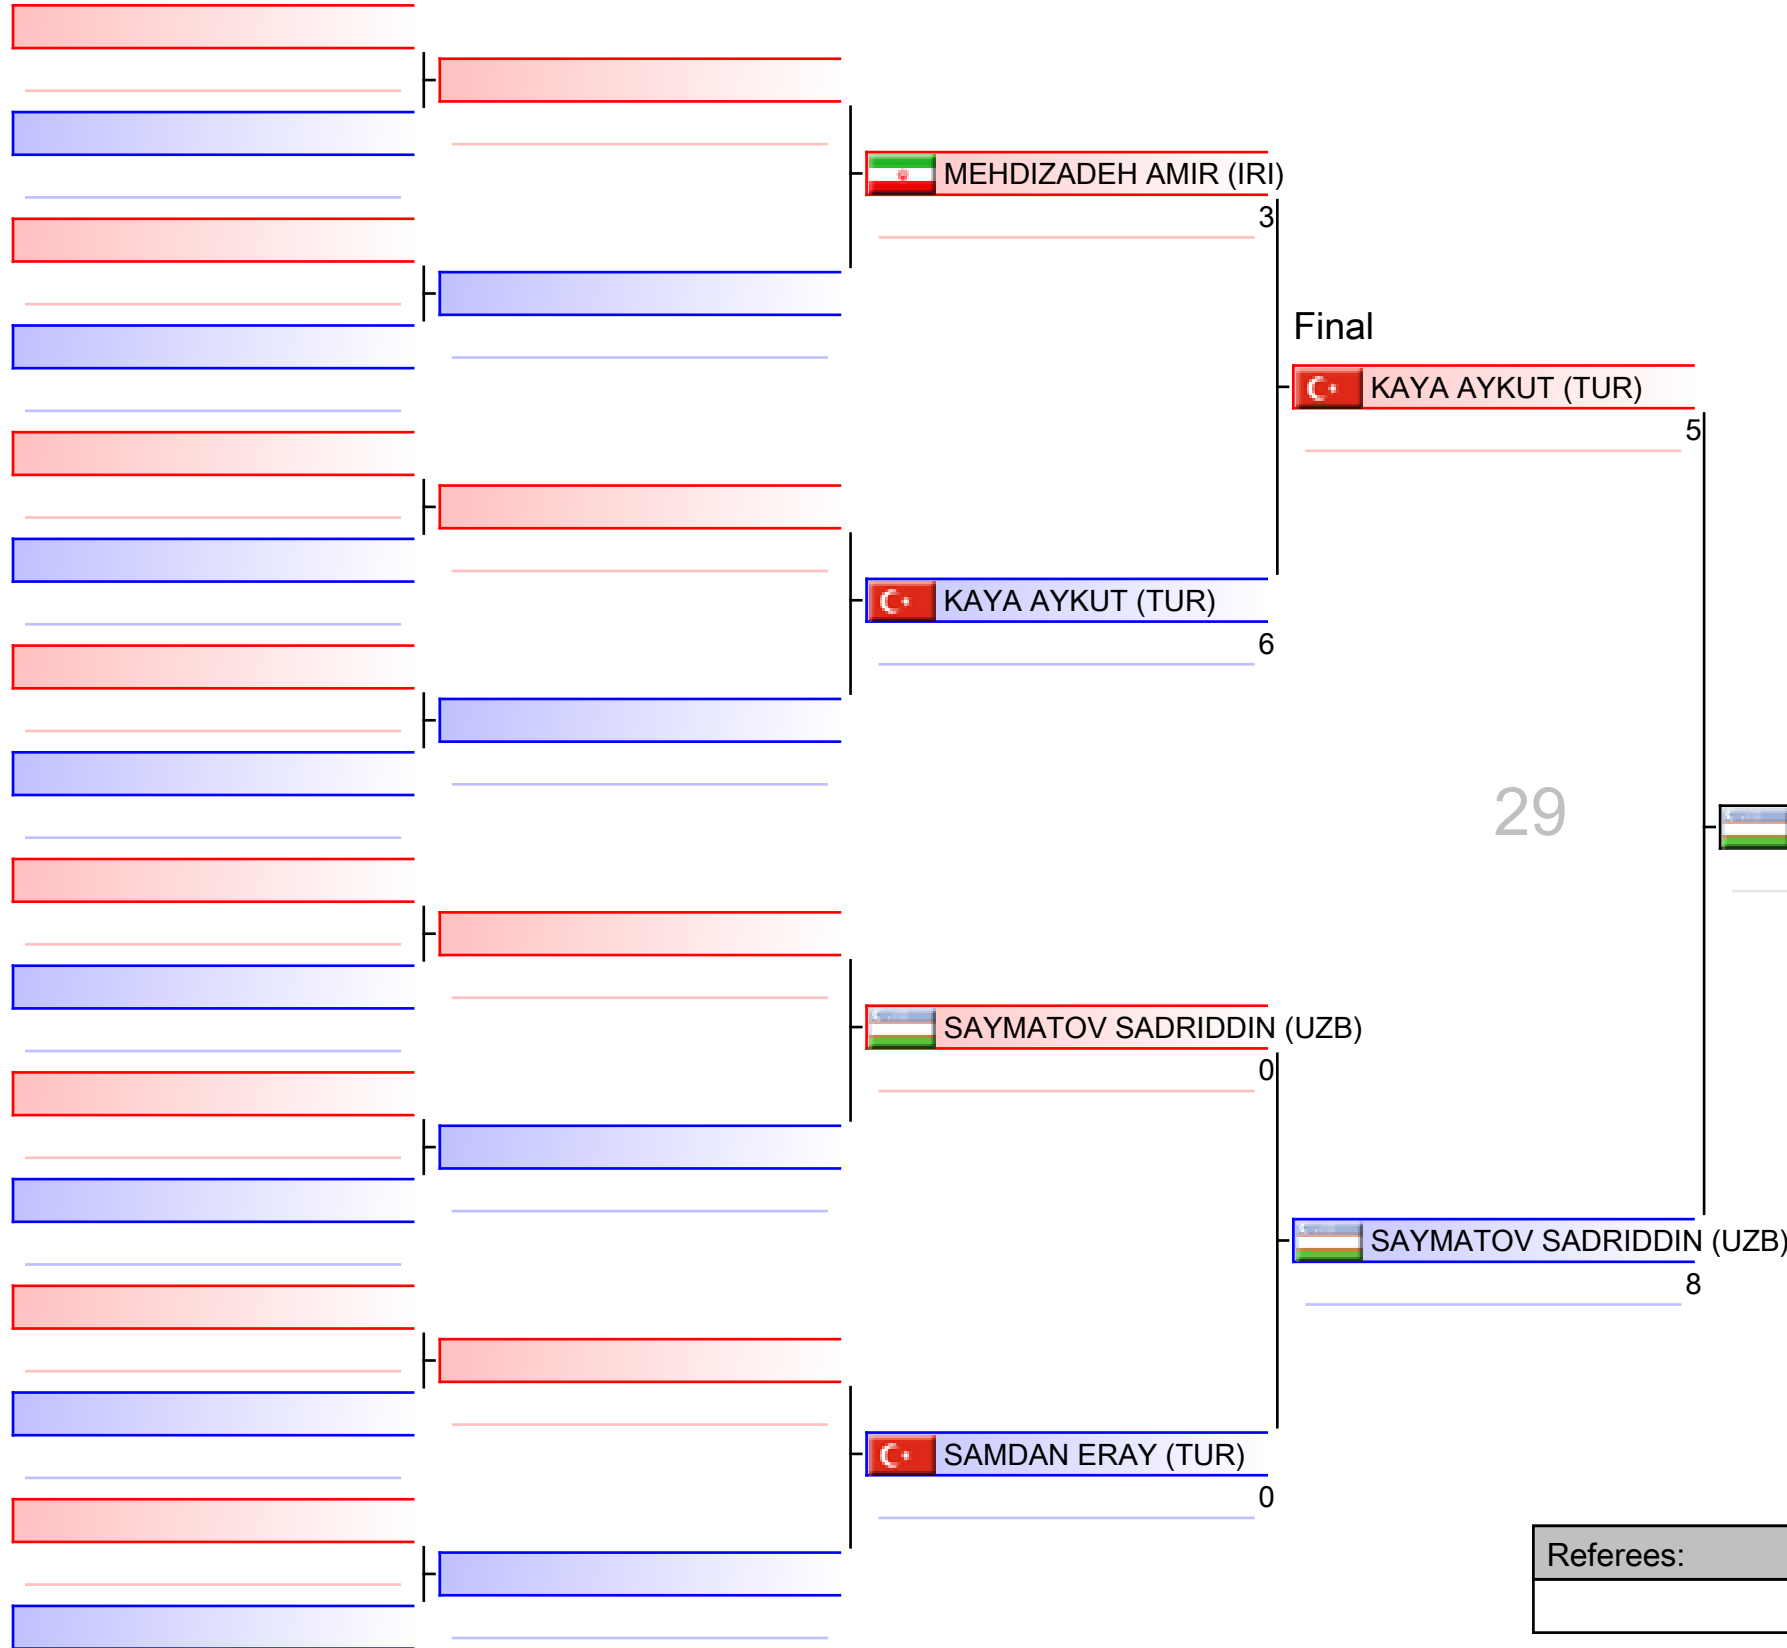 MEHDIZADEH AMIR (IRI)
3
Final
KAYA AYKUT (TUR)
5
KAYA AYKUT (TUR)
6
29
SAYMATOV SADRIDDIN (UZB)
0
SAYMATOV SADRIDDIN (UZB)
8
SAMDAN ERAY (TUR)
0
Referees: